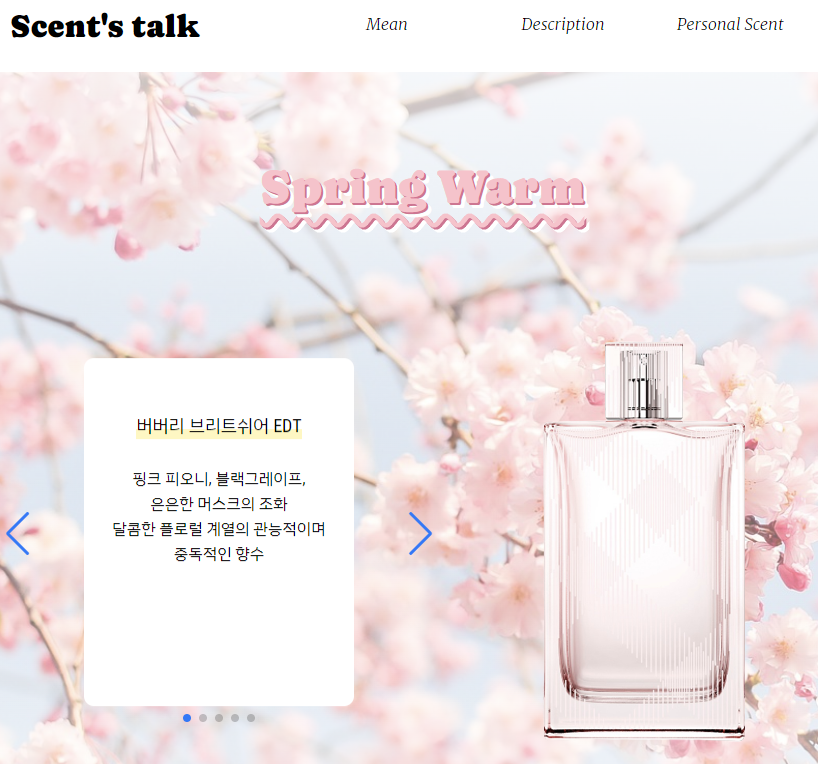 Scent's talk
Mean
Description
Personal Scent
Spring Warm
버버리 브리트쉬어 EDT
핑크 피오니, 블랙그레이프,
은은한 머스크의 조화
달콤한 플로럴 계열의 관능적이며
중독적인 향수